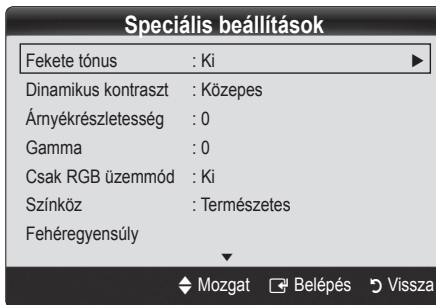 Speciális beállítások
Fekete tónus : Ki ▶
Dinamikus kontraszt : Közepes
Árnyékrészletesség : 0
Gamma : 0
Csak RGB üzemmód : Ki
Színköz : Természetes
Fehéregyensúly
▼
Mozgat Belépés Vissza